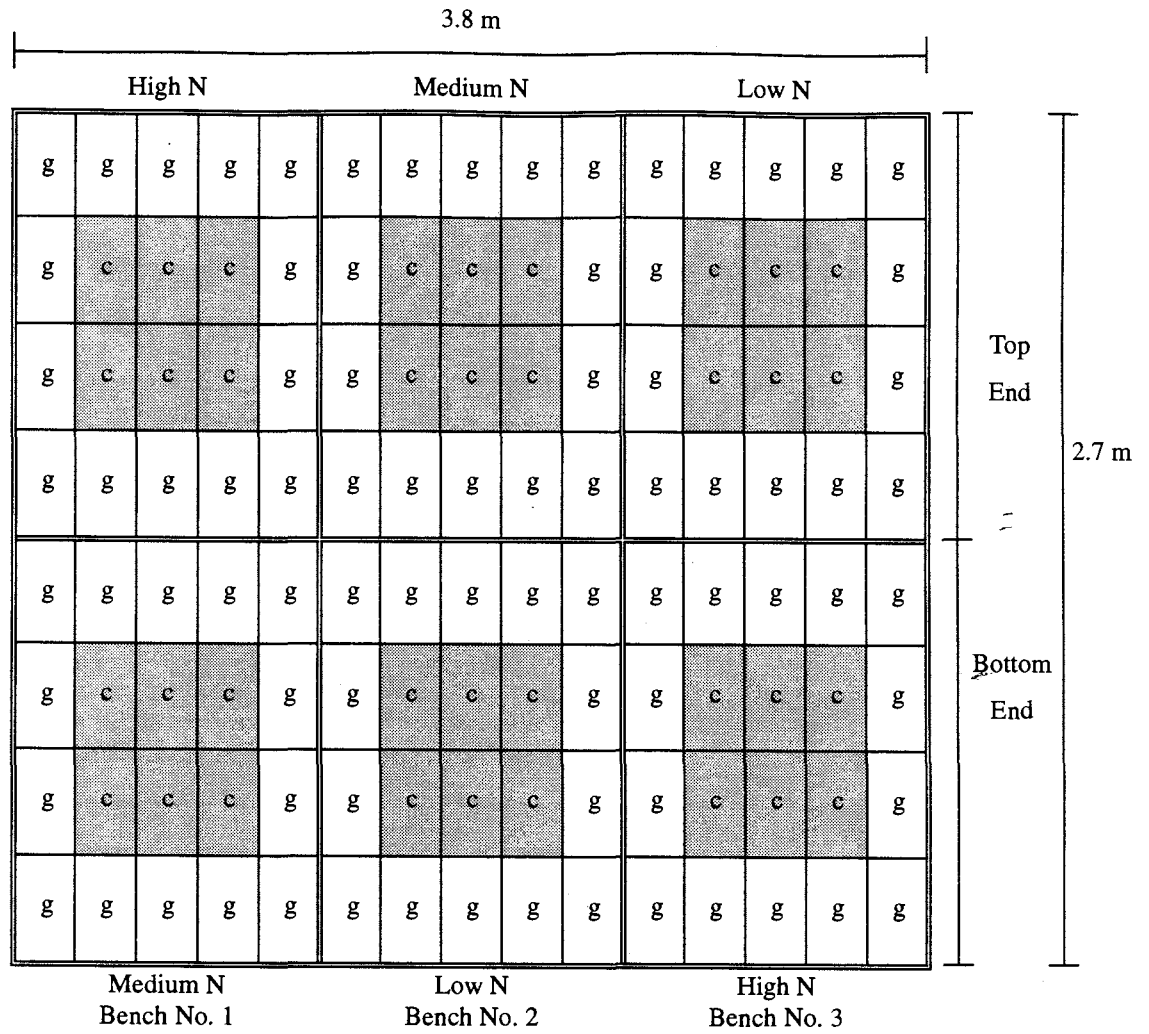 3.8 m
High N Medium N Low N
g g g g g g g g g g g g g g g
g c c c g g c c c g g c c c g
g c c c g g c c c g g c c c g
Top
End
2.7 m
g g g g g g g g g g g g g g g
g g g g g g g g g g g g g g g
g c c c g g c c c g g c c c g
Bottom
End
g c c c g g c c c g g c c c g
g g g g g g g g g g g g g g g
Medium N Low N High N
Bench No. 1 Bench No. 2 Bench No. 3